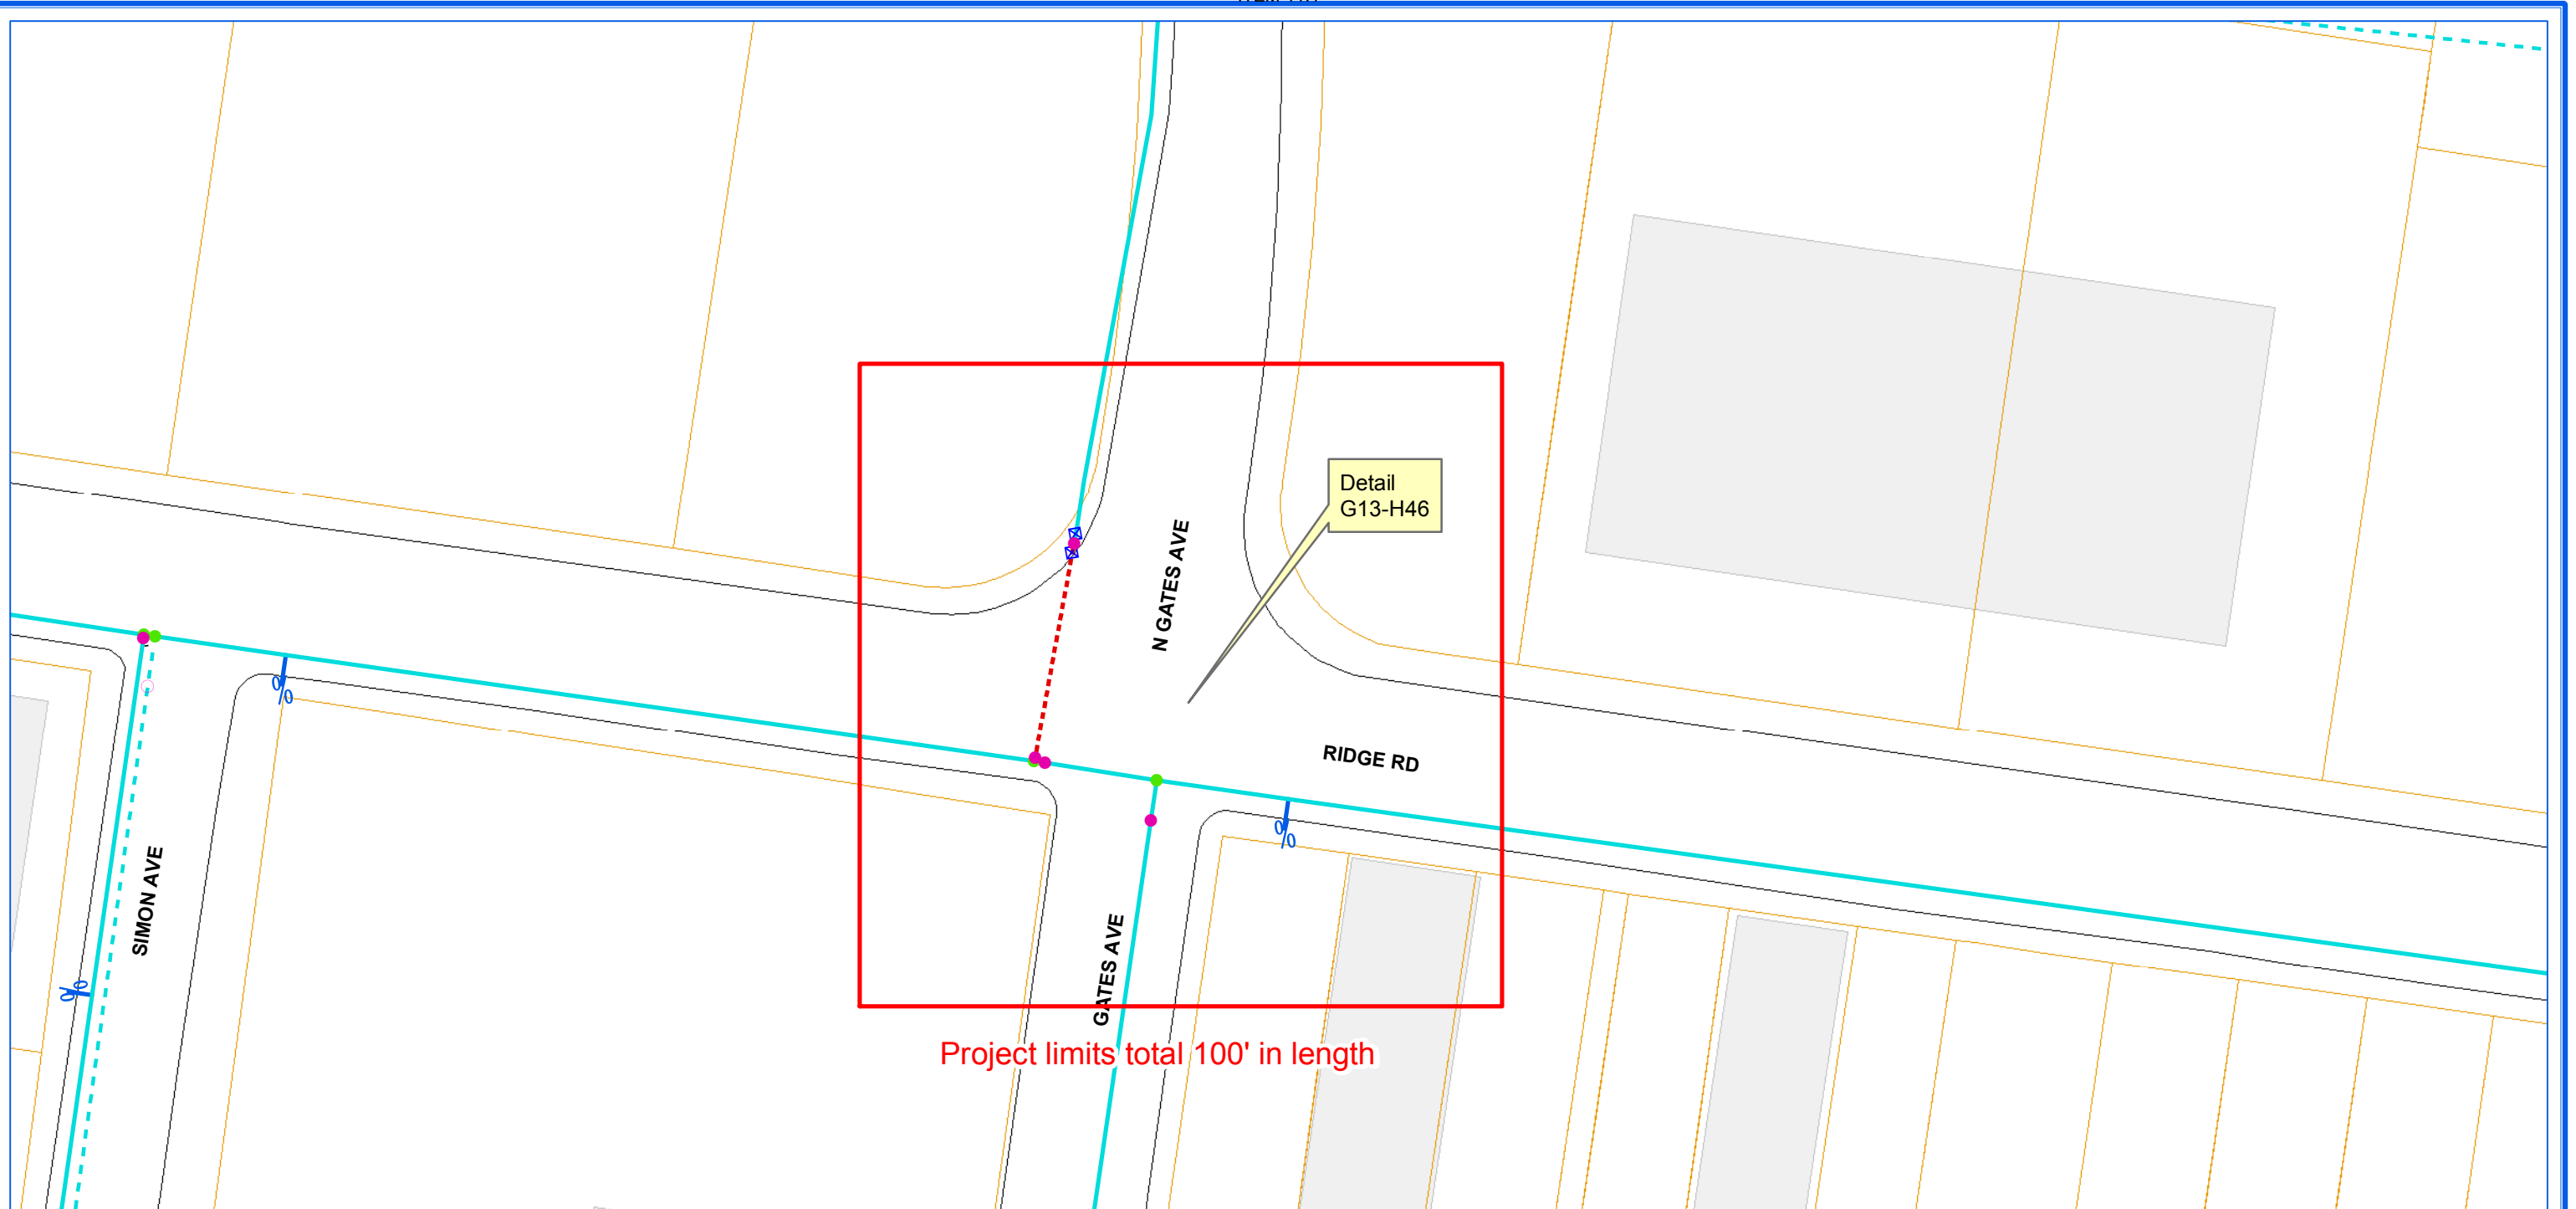 Detail
G13-H46
N GATES AVE
RIDGE RD
SIMON AVE
GATES AVE
Project limits total 100' in length